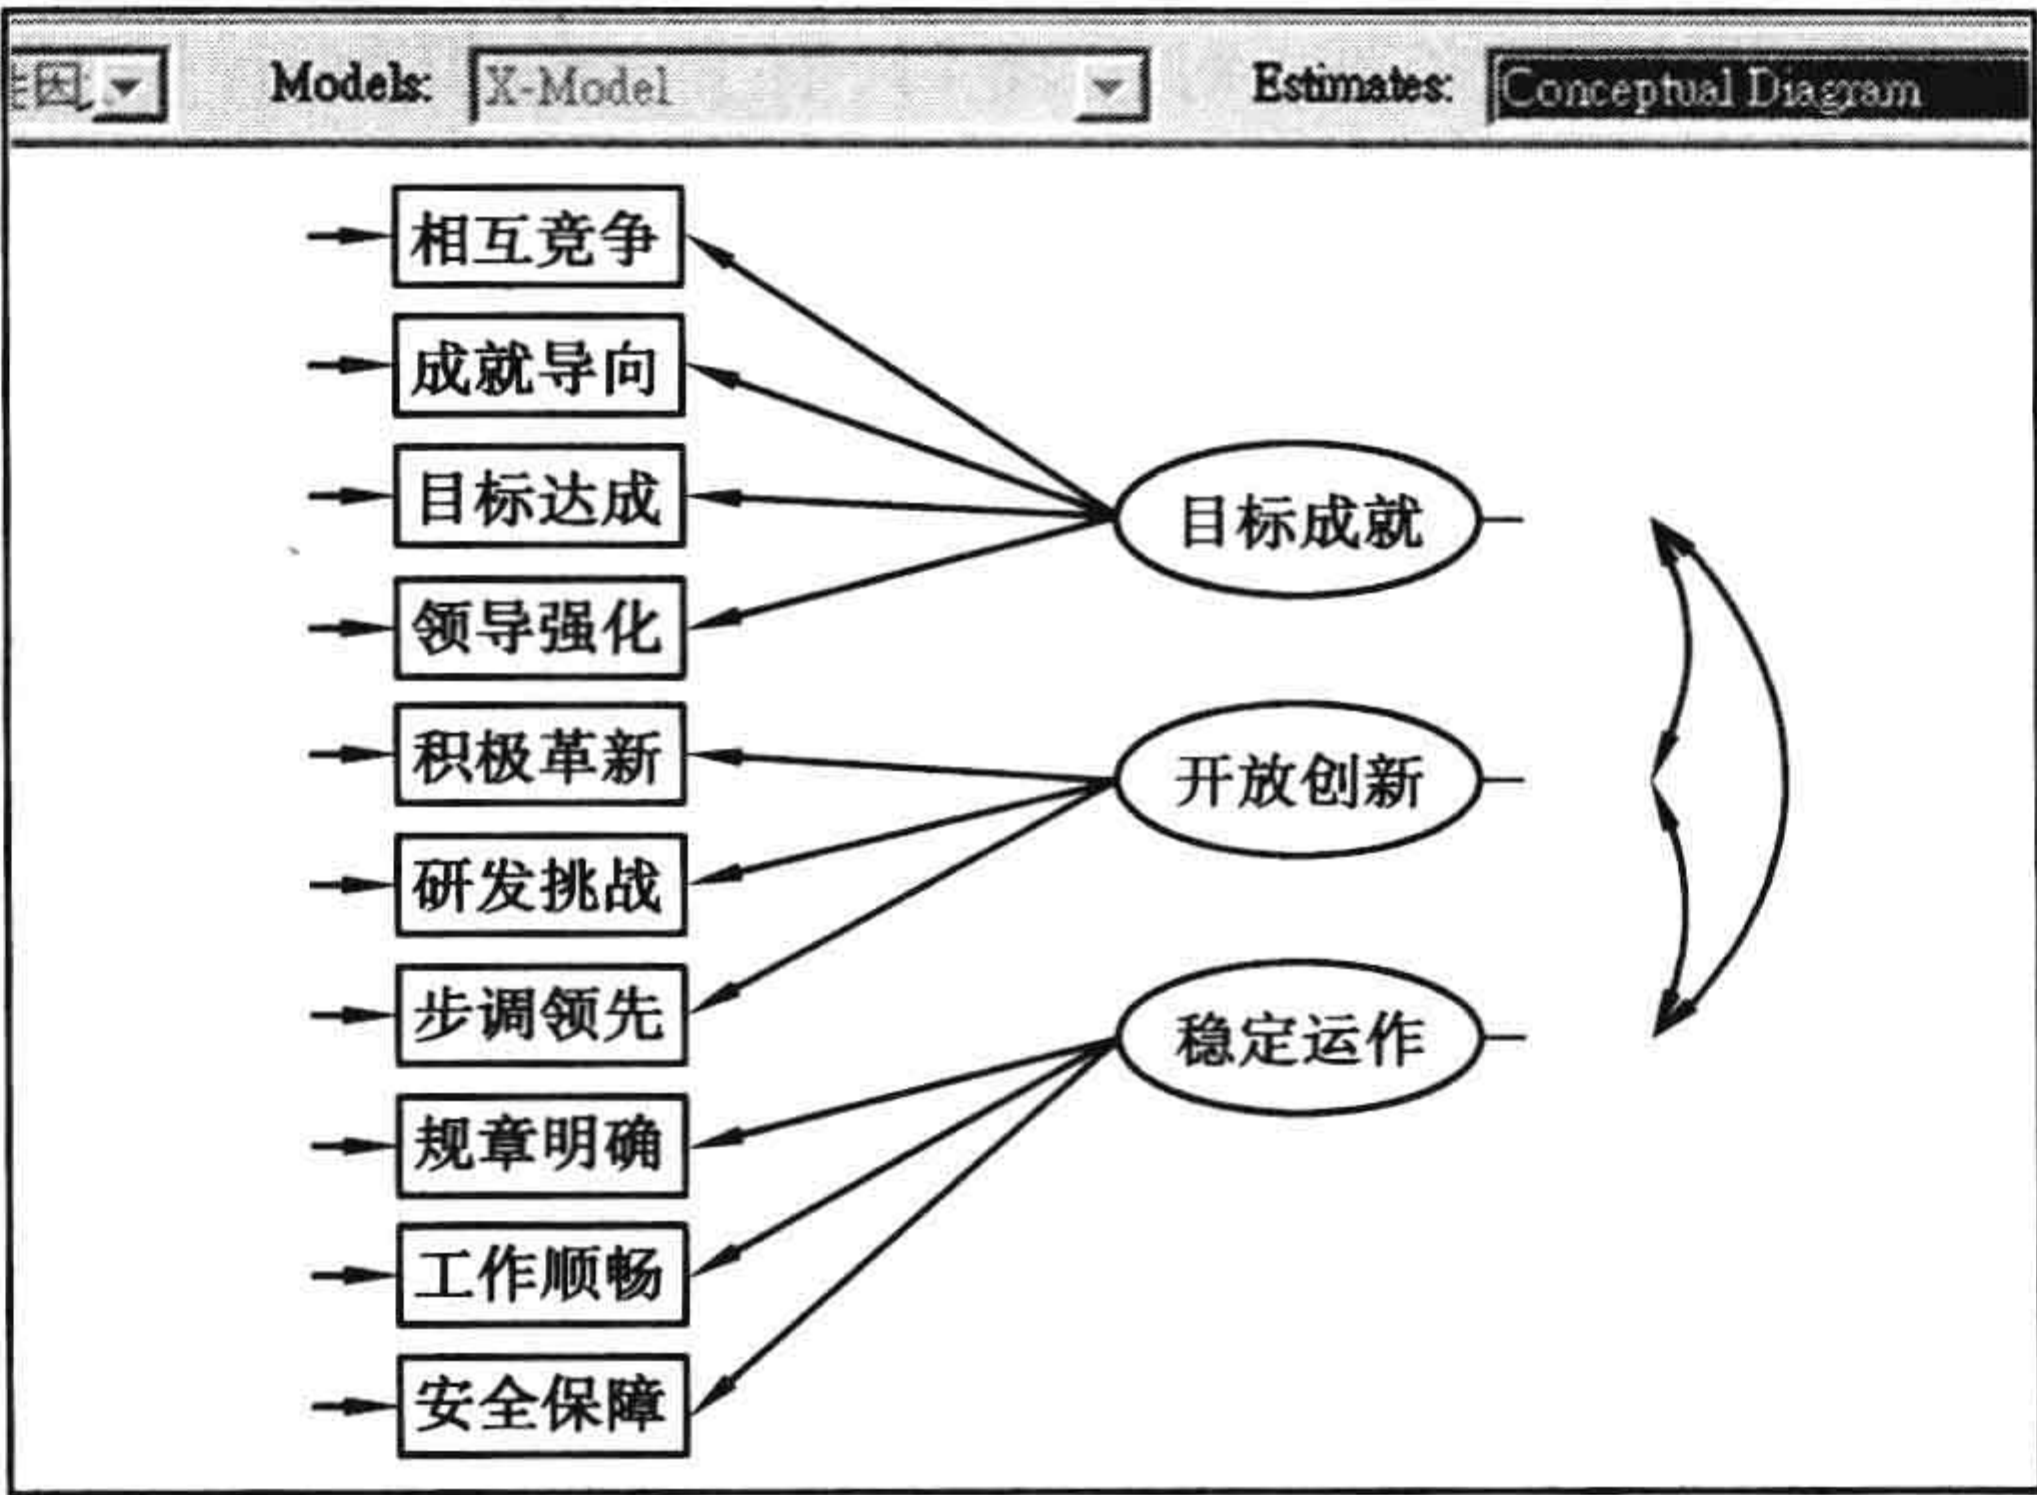 Models:
X-Model
Estimates:
Conceptual Diagram
相互竞争
成就导向
目标达成
领导强化
积极革新
研发挑战
步调领先
规章明确
工作顺畅
安全保障
目标成就
开放创新
稳定运作